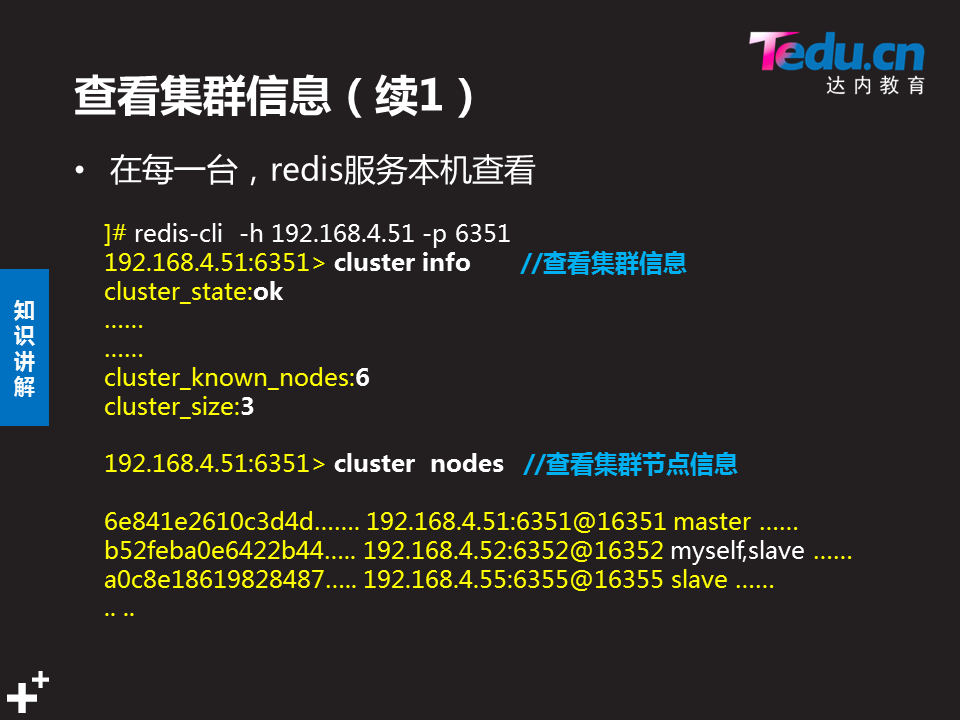 Tedu.cn
达内教育
查看集群信息（续1）
• 在每一台，redis服务本机查看
]# redis-cli  -h 192.168.4.51 -p 6351
192.168.4.51:6351> cluster info //查看集群信息
cluster_state:ok
……
……
cluster_known_nodes:6
cluster_size:3
192.168.4.51:6351> cluster  nodes //查看集群节点信息
6e841e2610c3d4d……. 192.168.4.51:6351@16351 master ……
b52feba0e6422b44….. 192.168.4.52:6352@16352 myself,slave ……
a0c8e18619828487….. 192.168.4.55:6355@16355 slave ……
.. ..
知识讲解